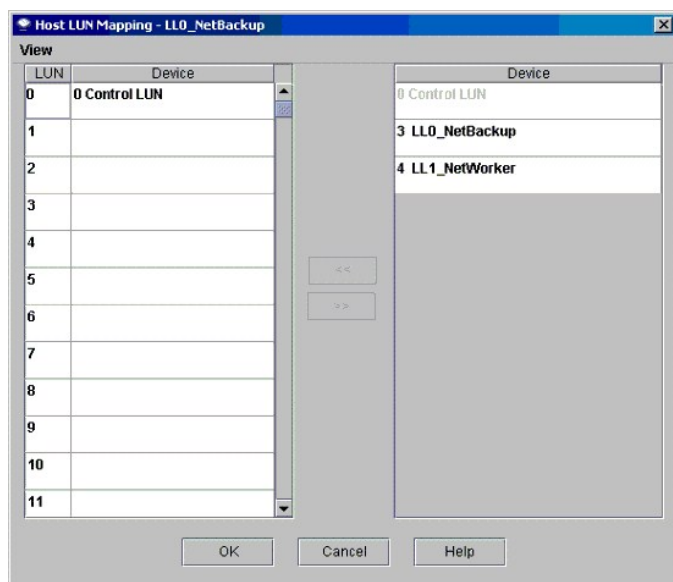 Host LUN Mapping - LL0_NetBackup
View
LUN Device
0 0 Control LUN
1
2
3
4
5
6
7
8
9
10
11
<<
>>
Device
0 Control LUN
3 LL0_NetBackup
4 LL1_NetWorker
OK Cancel Help